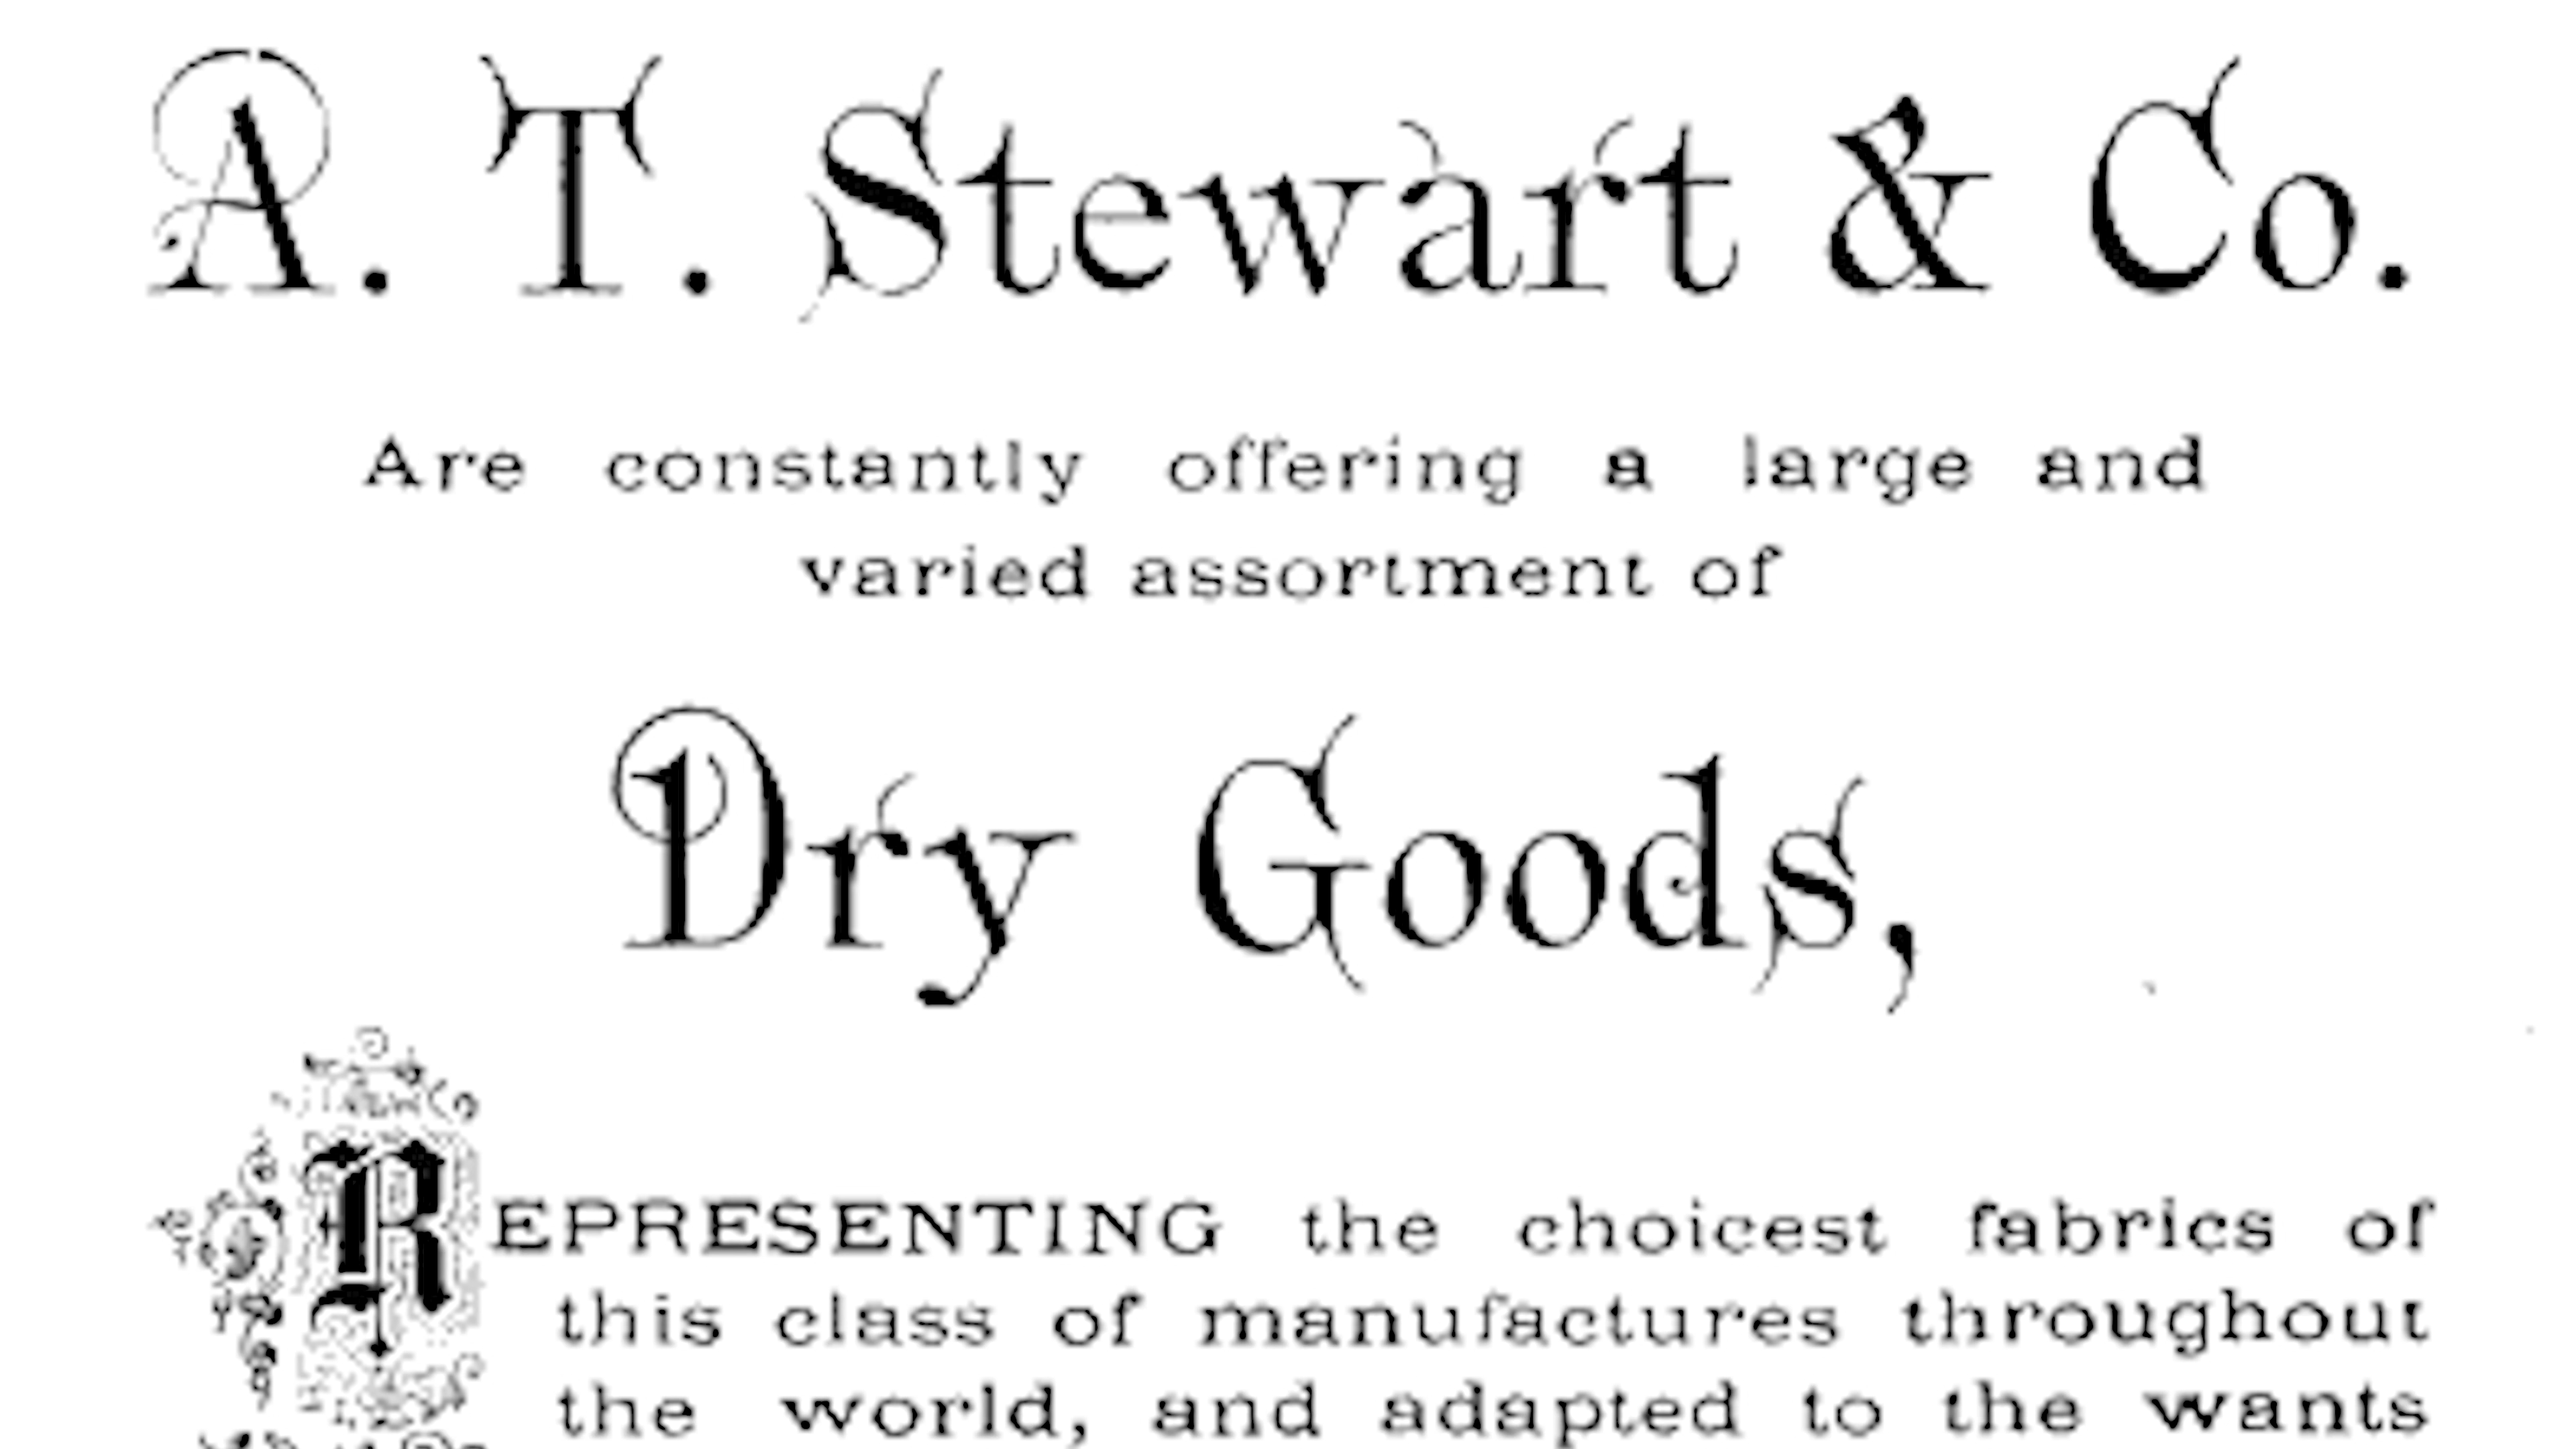 A. T. Stewart & Co.
Are constantly offering a large and
varied assortment of
Dry Goods,
REPRESENTING the choicest fabrics of
this class of manufactures throughout
the world, and adapted to the wants